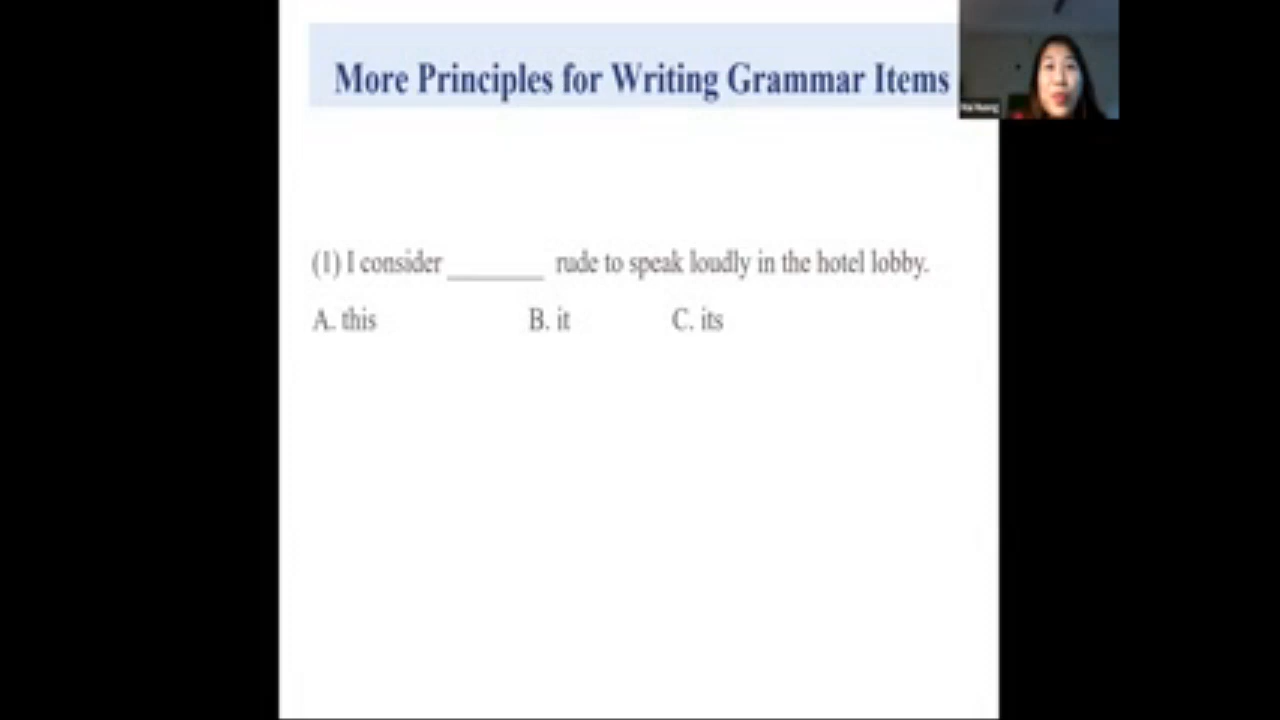 More Principles for Writing Grammar Items
(1) I consider ________ rude to speak loudly in the hotel lobby.
A. this B. it C. its